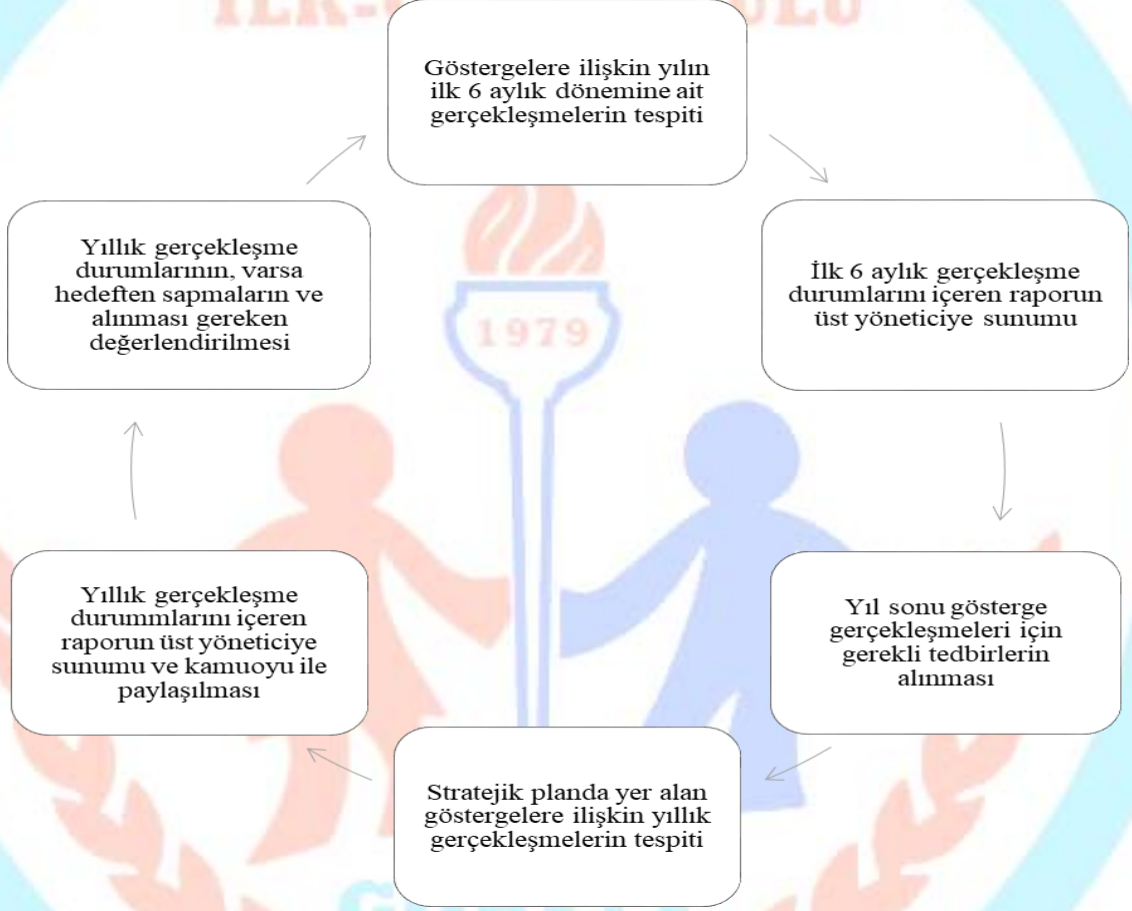 Göstergelere ilişkin yılın
ilk 6 aylık dönemine ait
gerçekleşmelerin tespiti
İlk 6 aylık gerçekleşme
durumlarını içeren raporun
üst yöneticiye sunumu
Yıl sonu gösterge
gerçekleşmeleri için
gerekli tedbirlerin
alınması
Stratejik planda yer alan
göstergelere ilişkin yıllık
gerçekleşmelerin tespiti
Yıllık gerçekleşme
durummlarını içeren
raporun üst yöneticiye
sunumu ve kamuoyu ile
paylaşılması
Yıllık gerçekleşme
durumlarının, varsa
hedeften sapmaların ve
alınması gereken
değerlendirilmesi
1979